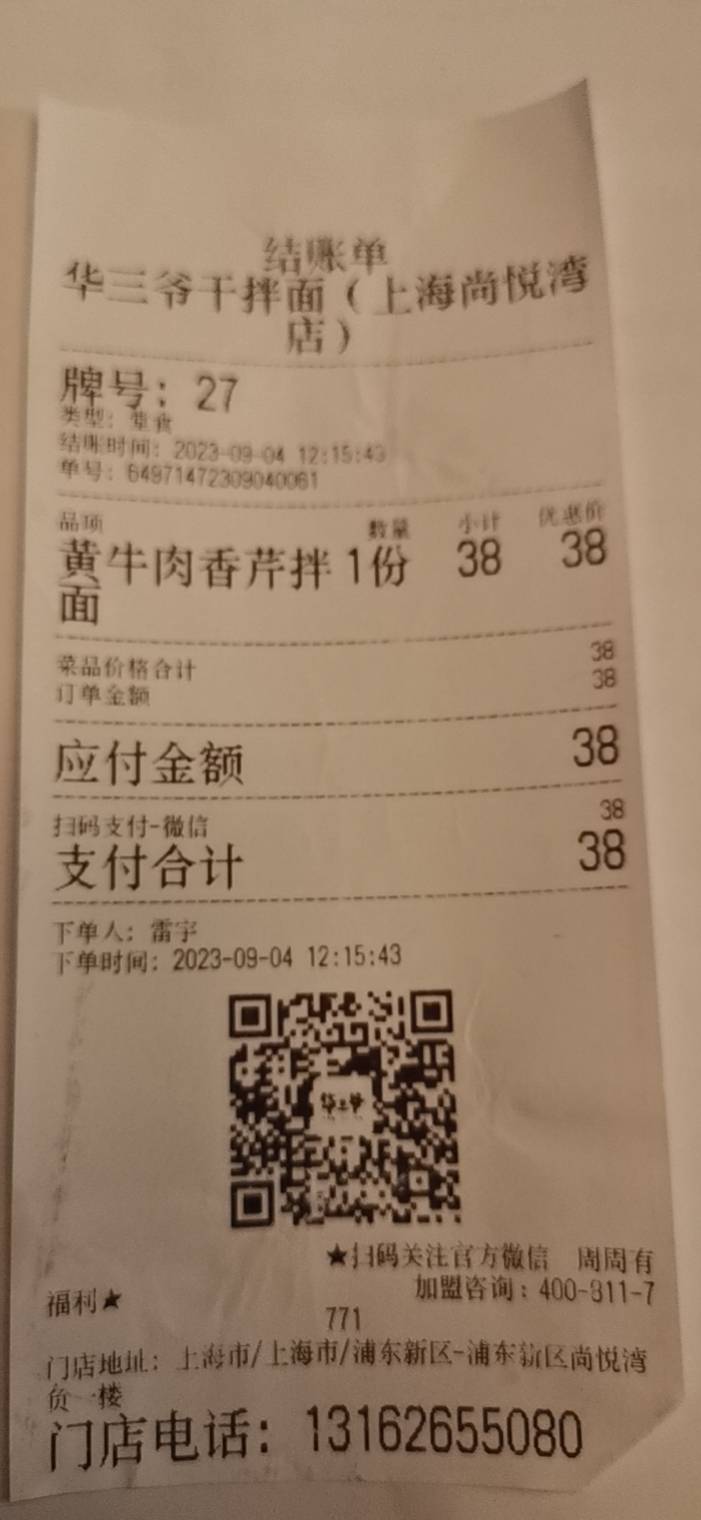 结账单
华三爷干拌面（上海尚悦湾
店）
牌号：27
类型：堂食
结账时间：2023-09-04 12:15:43
单号：64971472309040061
品项 数量 小计 优惠价
黄牛肉香芹拌 1份 38 38
面
菜品价格合计 38
订单金额 38
应付金额 38
扫码支付-微信 38
支付合计 38
下单人：雷宇
下单时间：2023-09-04 12:15:43
华三爷
★扫码关注官方微信 周周有
福利★ 加盟咨询：400-811-7
771
门店地址：上海市/上海市/浦东新区-浦东新区尚悦湾
负一楼
门店电话：13162655080